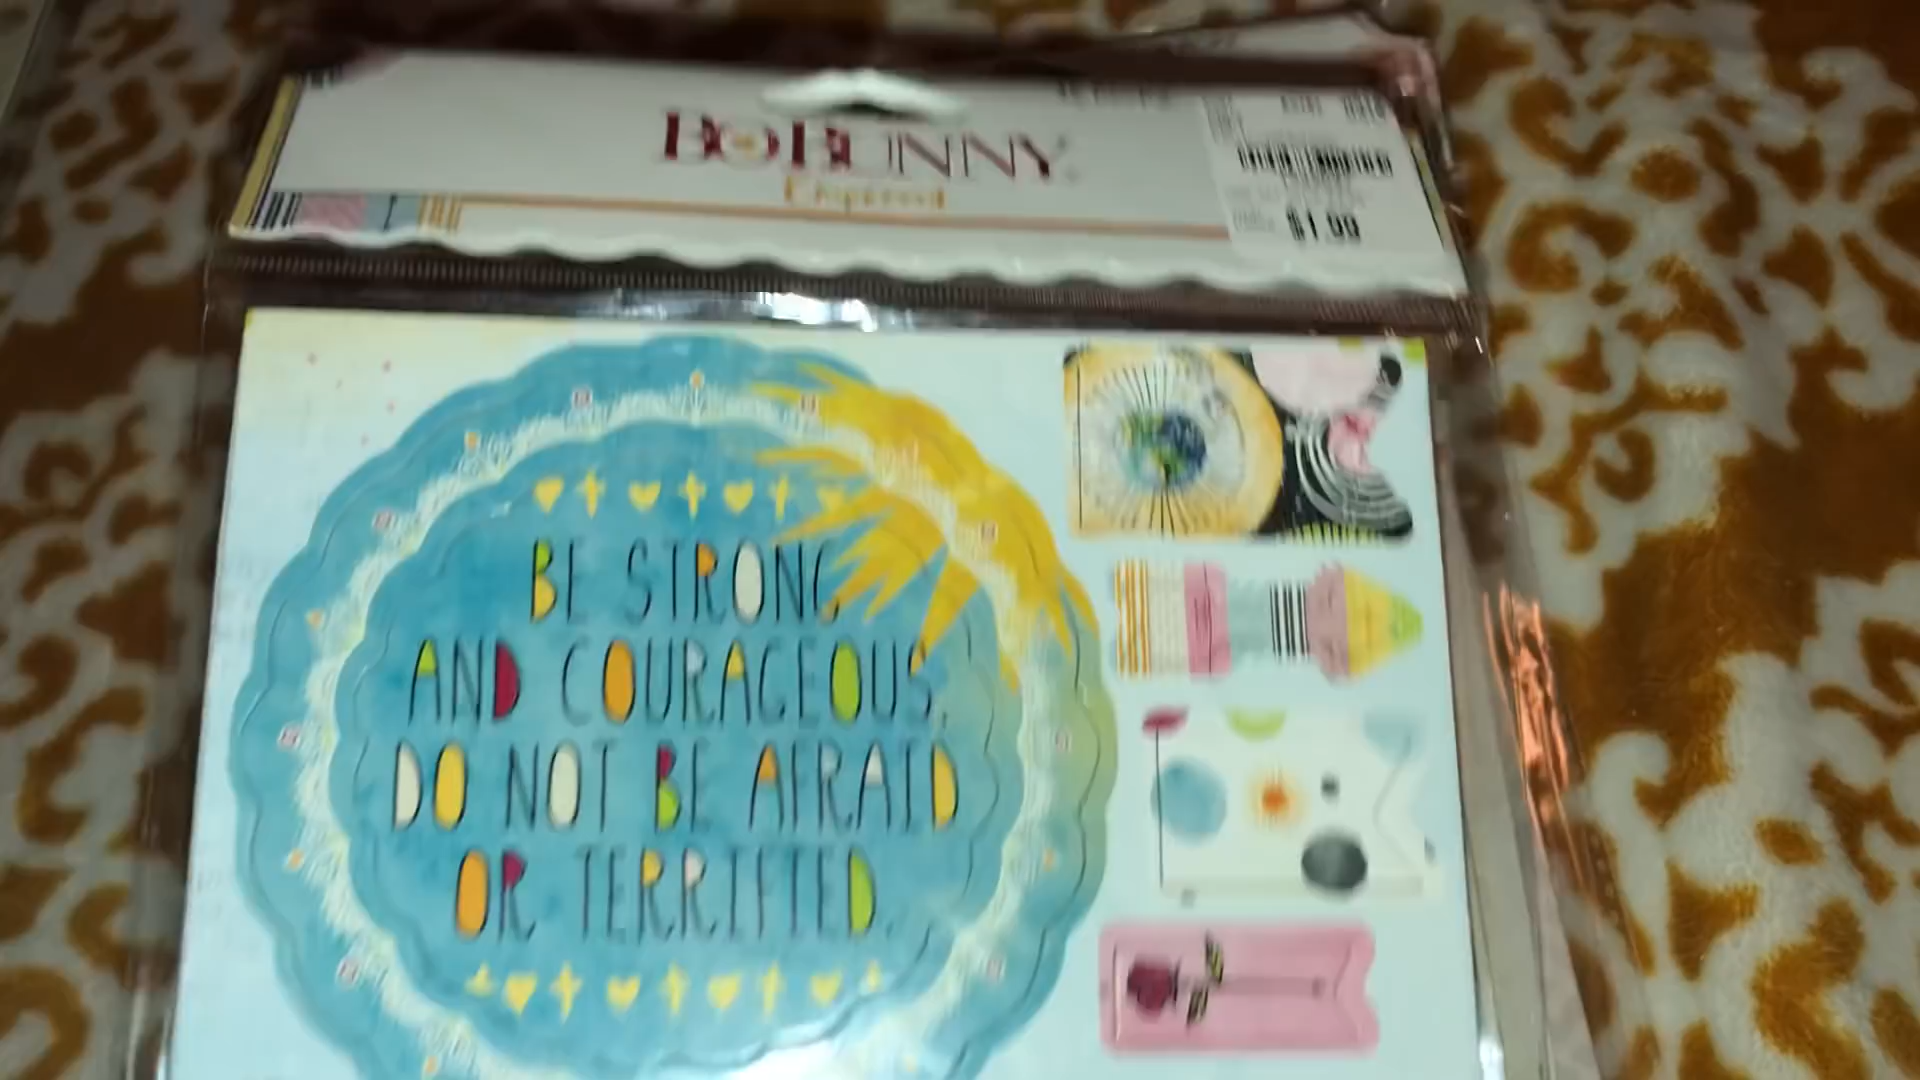 BOBUNNY
$1.99
BE STRONG
AND COURAGEOUS.
DO NOT BE AFRAID
OR TERRIFIED.